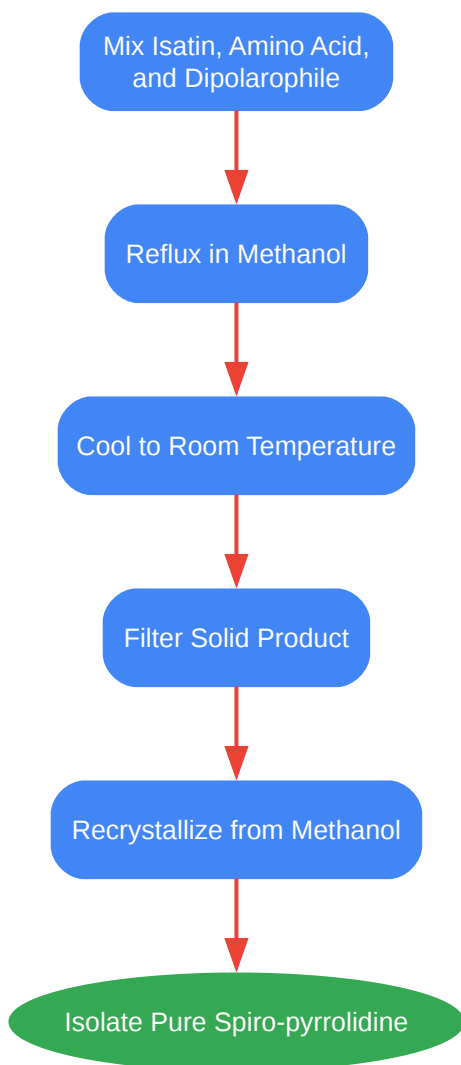 Mix Isatin, Amino Acid,
and Dipolarophile
Reflux in Methanol
Cool to Room Temperature
Filter Solid Product
Recrystallize from Methanol
Isolate Pure Spiro-pyrrolidine